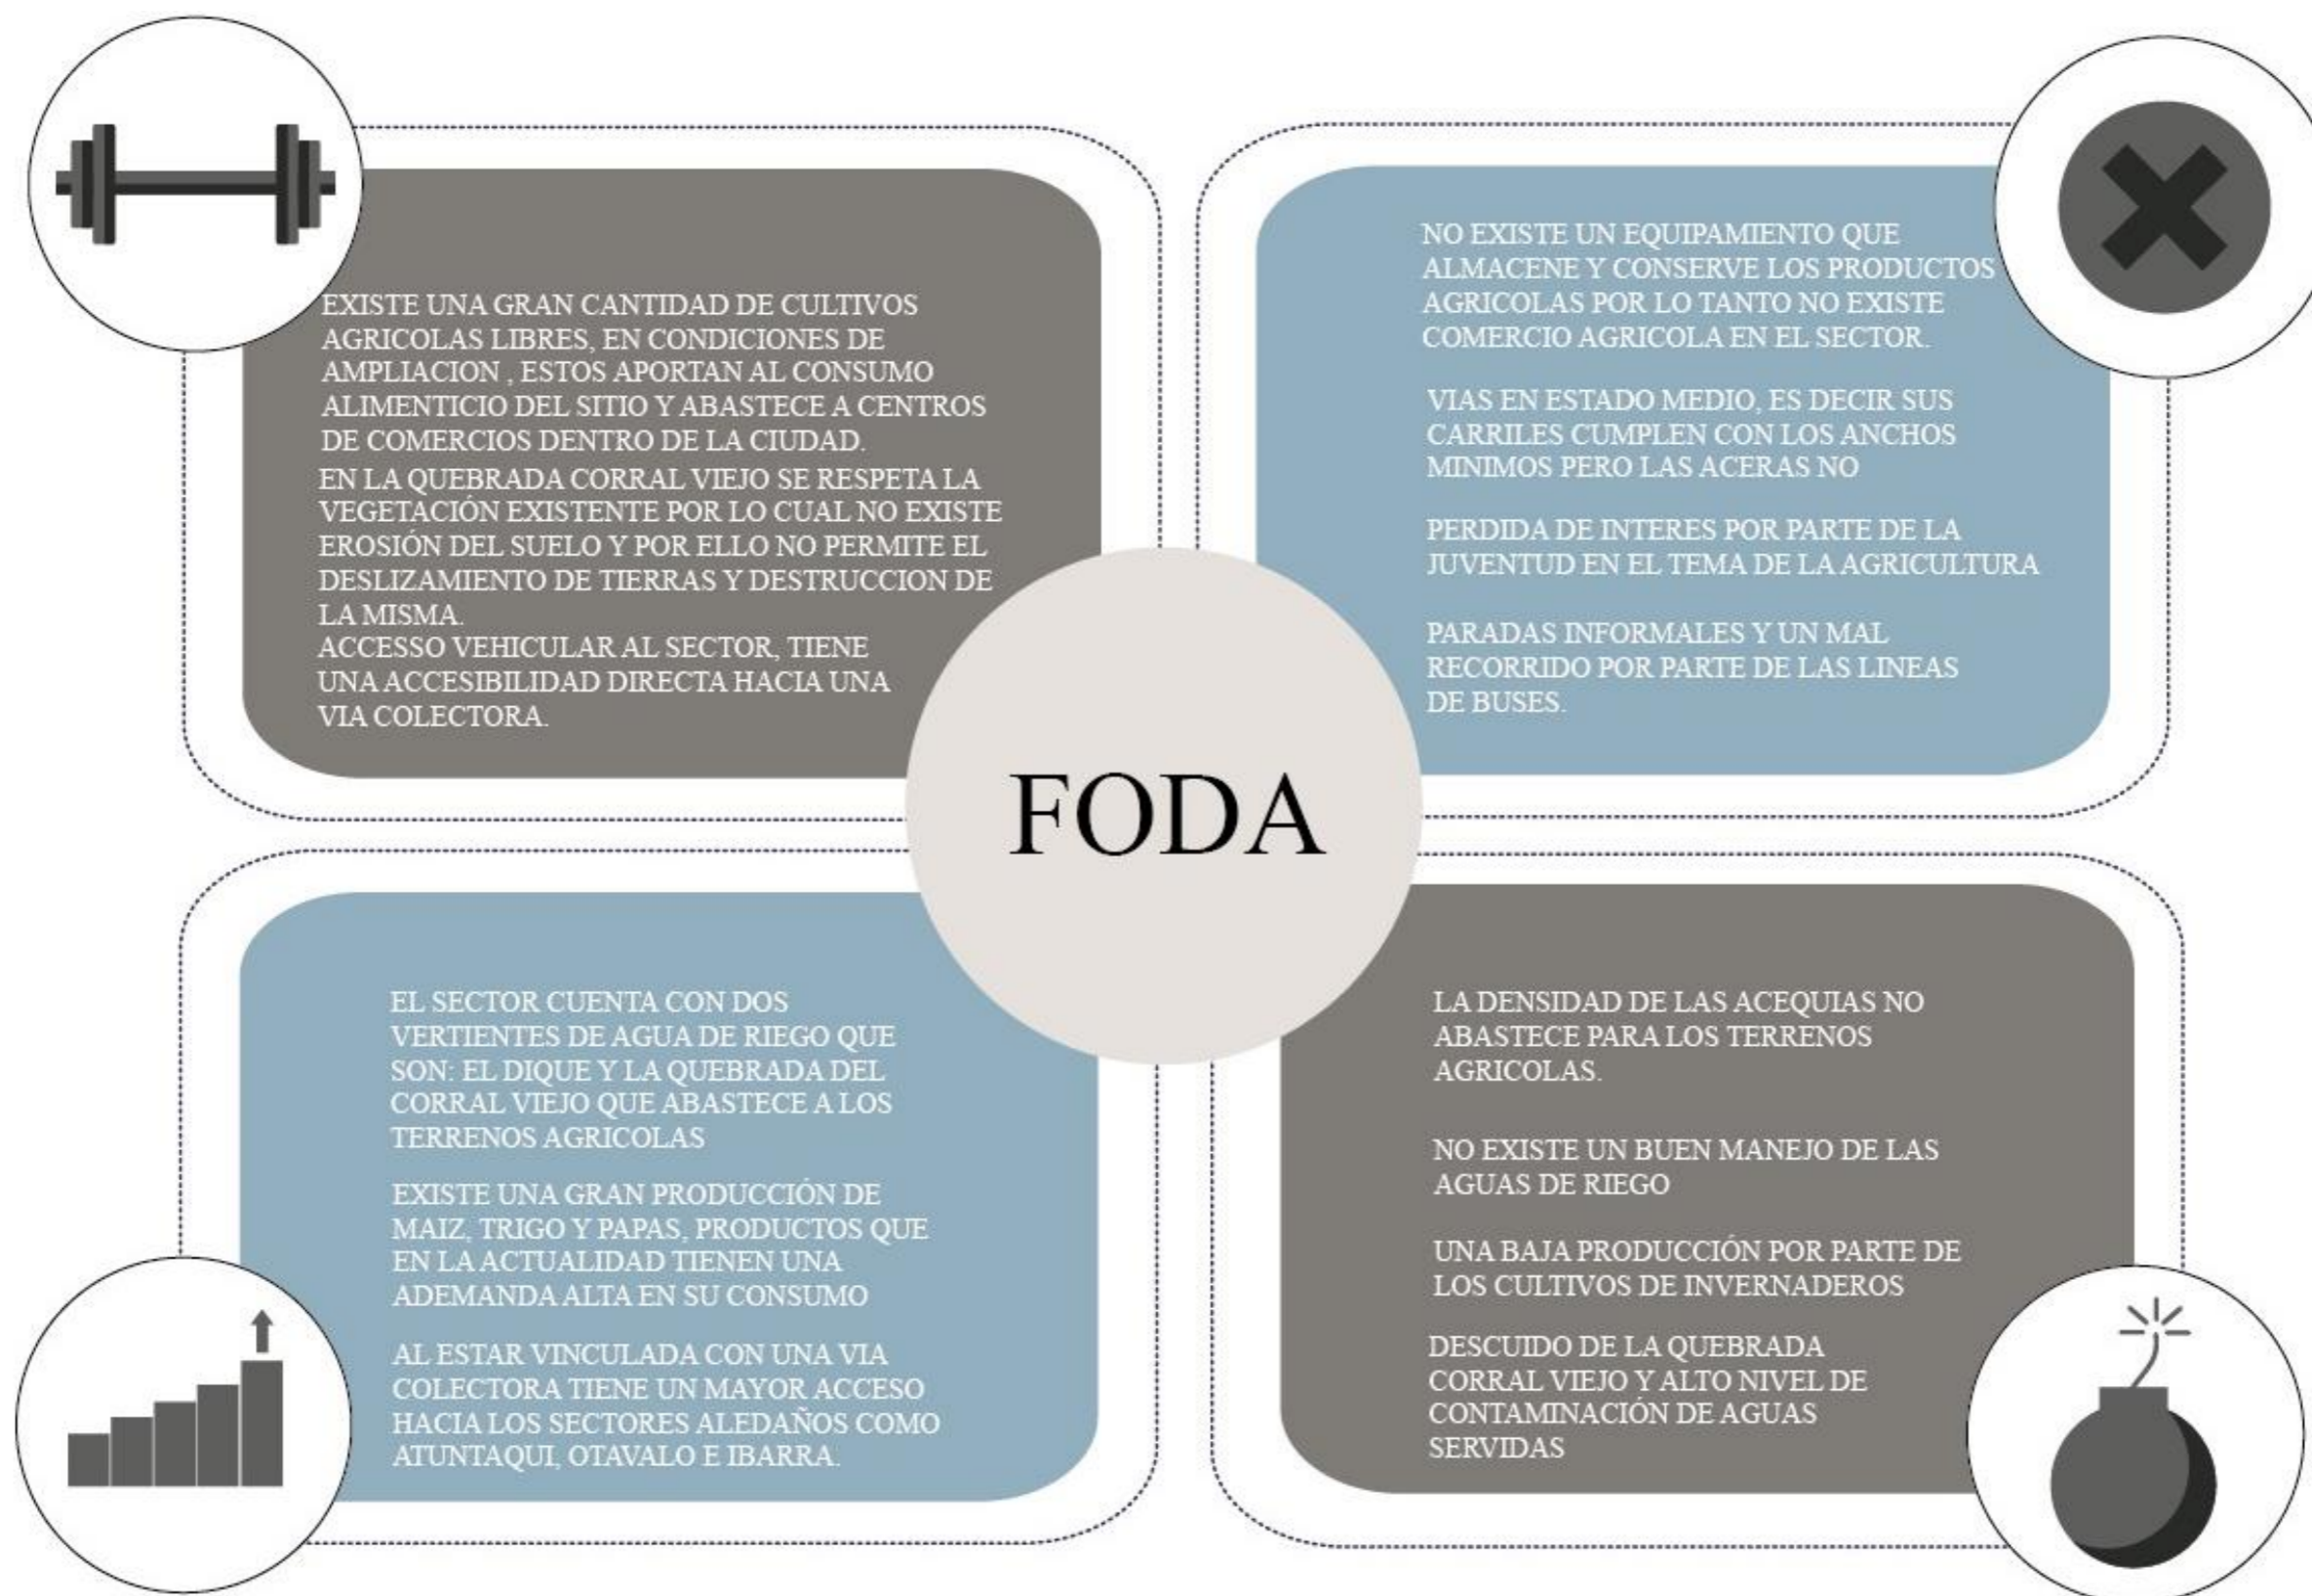 EXISTE UNA GRAN CANTIDAD DE CULTIVOS
AGRICOLAS LIBRES, EN CONDICIONES DE
AMPLIACION , ESTOS APORTAN AL CONSUMO
ALIMENTICIO DEL SITIO Y ABASTECE A CENTROS
DE COMERCIOS DENTRO DE LA CIUDAD.
EN LA QUEBRADA CORRAL VIEJO SE RESPETA LA
VEGETACIÓN EXISTENTE POR LO CUAL NO EXISTE
EROSIÓN DEL SUELO Y POR ELLO NO PERMITE EL
DESLIZAMIENTO DE TIERRAS Y DESTRUCCION DE
LA MISMA.
ACCESSO VEHICULAR AL SECTOR, TIENE
UNA ACCESIBILIDAD DIRECTA HACIA UNA
VIA COLECTORA.
NO EXISTE UN EQUIPAMIENTO QUE
ALMACENE Y CONSERVE LOS PRODUCTOS
AGRICOLAS POR LO TANTO NO EXISTE
COMERCIO AGRICOLA EN EL SECTOR.
VIAS EN ESTADO MEDIO, ES DECIR SUS
CARRILES CUMPLEN CON LOS ANCHOS
MINIMOS PERO LAS ACERAS NO
PERDIDA DE INTERES POR PARTE DE LA
JUVENTUD EN EL TEMA DE LA AGRICULTURA
PARADAS INFORMALES Y UN MAL
RECORRIDO POR PARTE DE LAS LINEAS
DE BUSES.
FODA
EL SECTOR CUENTA CON DOS
VERTIENTES DE AGUA DE RIEGO QUE
SON: EL DIQUE Y LA QUEBRADA DEL
CORRAL VIEJO QUE ABASTECE A LOS
TERRENOS AGRICOLAS
EXISTE UNA GRAN PRODUCCIÓN DE
MAIZ, TRIGO Y PAPAS, PRODUCTOS QUE
EN LA ACTUALIDAD TIENEN UNA
ADEMANDA ALTA EN SU CONSUMO
AL ESTAR VINCULADA CON UNA VIA
COLECTORA TIENE UN MAYOR ACCESO
HACIA LOS SECTORES ALEDAÑOS COMO
ATUNTAQUI, OTAVALO E IBARRA.
LA DENSIDAD DE LAS ACEQUIAS NO
ABASTECE PARA LOS TERRENOS
AGRICOLAS.
NO EXISTE UN BUEN MANEJO DE LAS
AGUAS DE RIEGO
UNA BAJA PRODUCCIÓN POR PARTE DE
LOS CULTIVOS DE INVERNADEROS
DESCUIDO DE LA QUEBRADA
CORRAL VIEJO Y ALTO NIVEL DE
CONTAMINACIÓN DE AGUAS
SERVIDAS